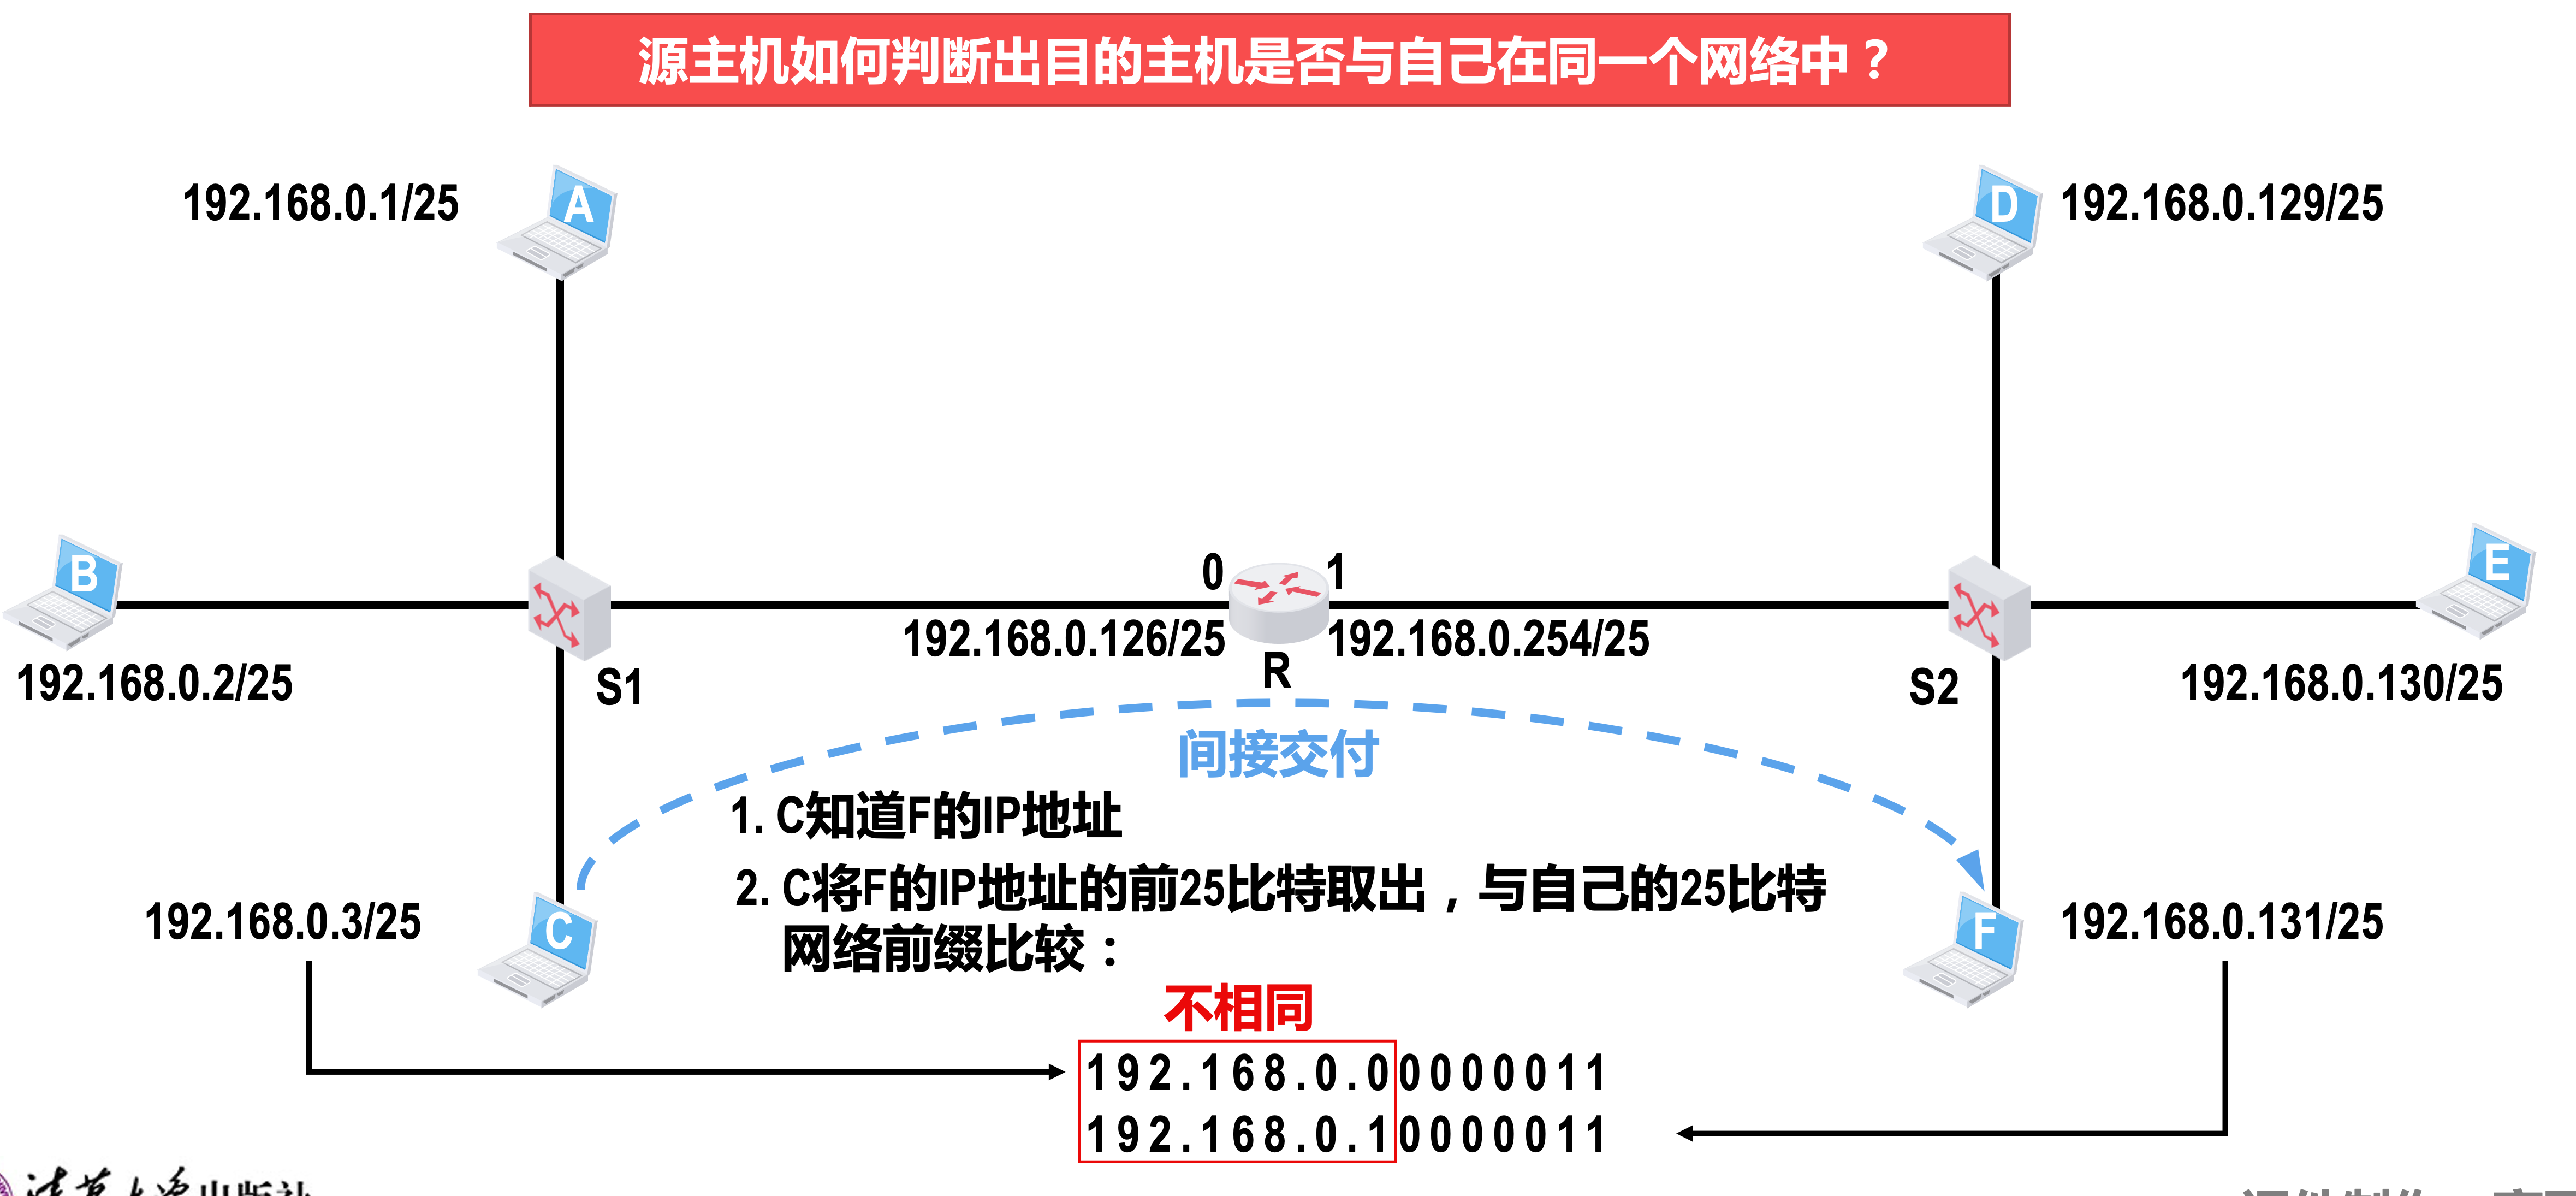 源主机如何判断出目的主机是否与自己在同一个网络中？
192.168.0.1/25
A
D
192.168.0.129/25
B
192.168.0.2/25
S1
0
1
192.168.0.126/25
192.168.0.254/25
R
S2
E
192.168.0.130/25
间接交付
1. C知道F的IP地址
2. C将F的IP地址的前25比特取出，与自己的25比特
网络前缀比较：
192.168.0.3/25
C
F
192.168.0.131/25
不相同
192.168.0.00000011
192.168.0.10000011
清华大学出版社